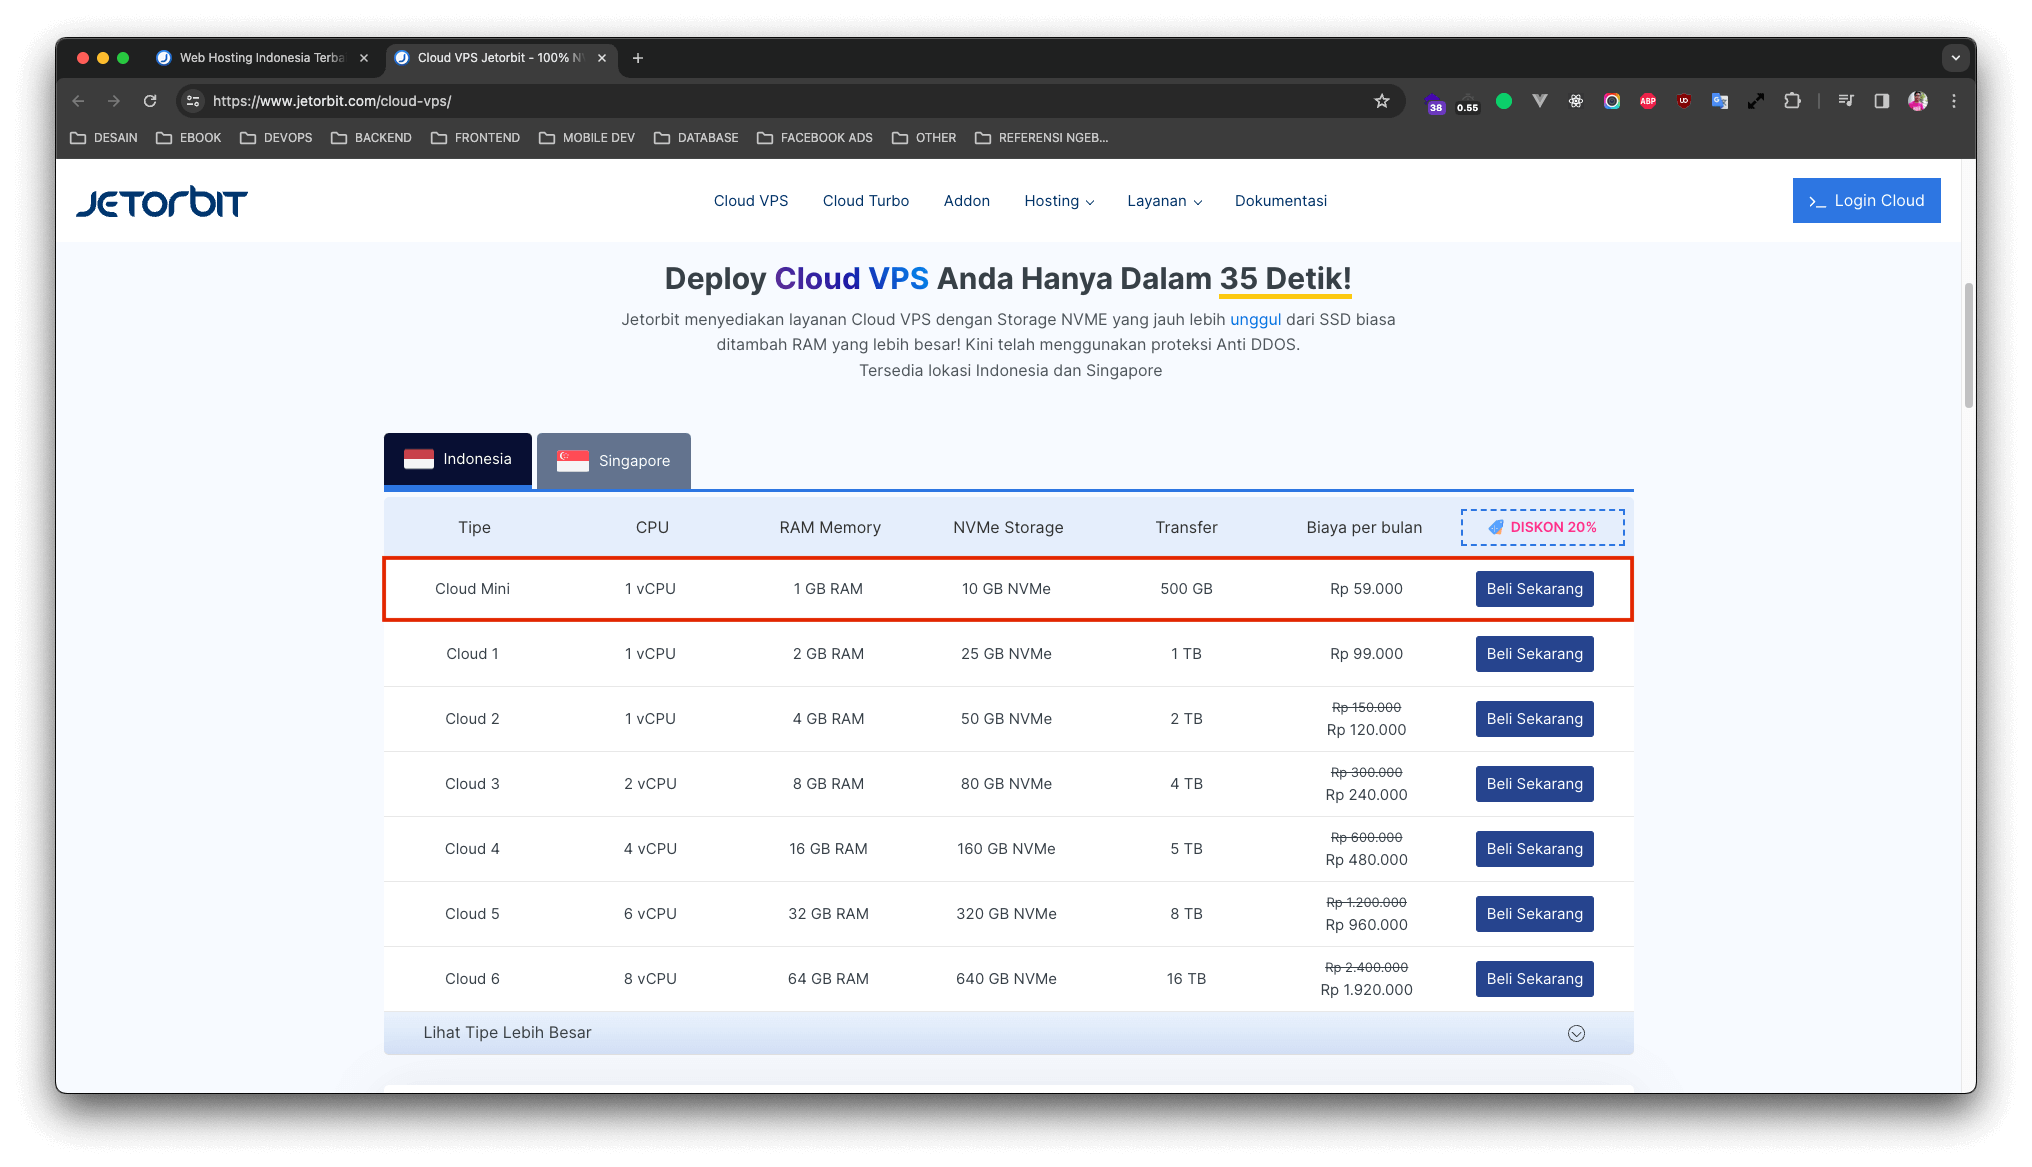 Web Hosting Indonesia Terba
Cloud VPS Jetorbit - 100% N
https://www.jetorbit.com/cloud-vps/
38
0.55
ABP
DESAIN EBOOK DEVOPS BACKEND FRONTEND MOBILE DEV DATABASE FACEBOOK ADS OTHER REFERENSI NGEB...
JETORBIT
Cloud VPS Cloud Turbo Addon Hosting Layanan Dokumentasi
>_ Login Cloud
Deploy Cloud VPS Anda Hanya Dalam 35 Detik!
Jetorbit menyediakan layanan Cloud VPS dengan Storage NVME yang jauh lebih unggul dari SSD biasa
ditambah RAM yang lebih besar! Kini telah menggunakan proteksi Anti DDOS.
Tersedia lokasi Indonesia dan Singapore
Indonesia Singapore
Tipe CPU RAM Memory NVMe Storage Transfer Biaya per bulan DISKON 20%
Cloud Mini 1 vCPU 1 GB RAM 10 GB NVMe 500 GB Rp 59.000 Beli Sekarang
Cloud 1 1 vCPU 2 GB RAM 25 GB NVMe 1 TB Rp 99.000 Beli Sekarang
Rp 150.000
Cloud 2 1 vCPU 4 GB RAM 50 GB NVMe 2 TB Rp 120.000 Beli Sekarang
Rp 300.000
Cloud 3 2 vCPU 8 GB RAM 80 GB NVMe 4 TB Rp 240.000 Beli Sekarang
Rp 600.000
Cloud 4 4 vCPU 16 GB RAM 160 GB NVMe 5 TB Rp 480.000 Beli Sekarang
Rp 1.200.000
Cloud 5 6 vCPU 32 GB RAM 320 GB NVMe 8 TB Rp 960.000 Beli Sekarang
Rp 2.400.000
Cloud 6 8 vCPU 64 GB RAM 640 GB NVMe 16 TB Rp 1.920.000 Beli Sekarang
Lihat Tipe Lebih Besar